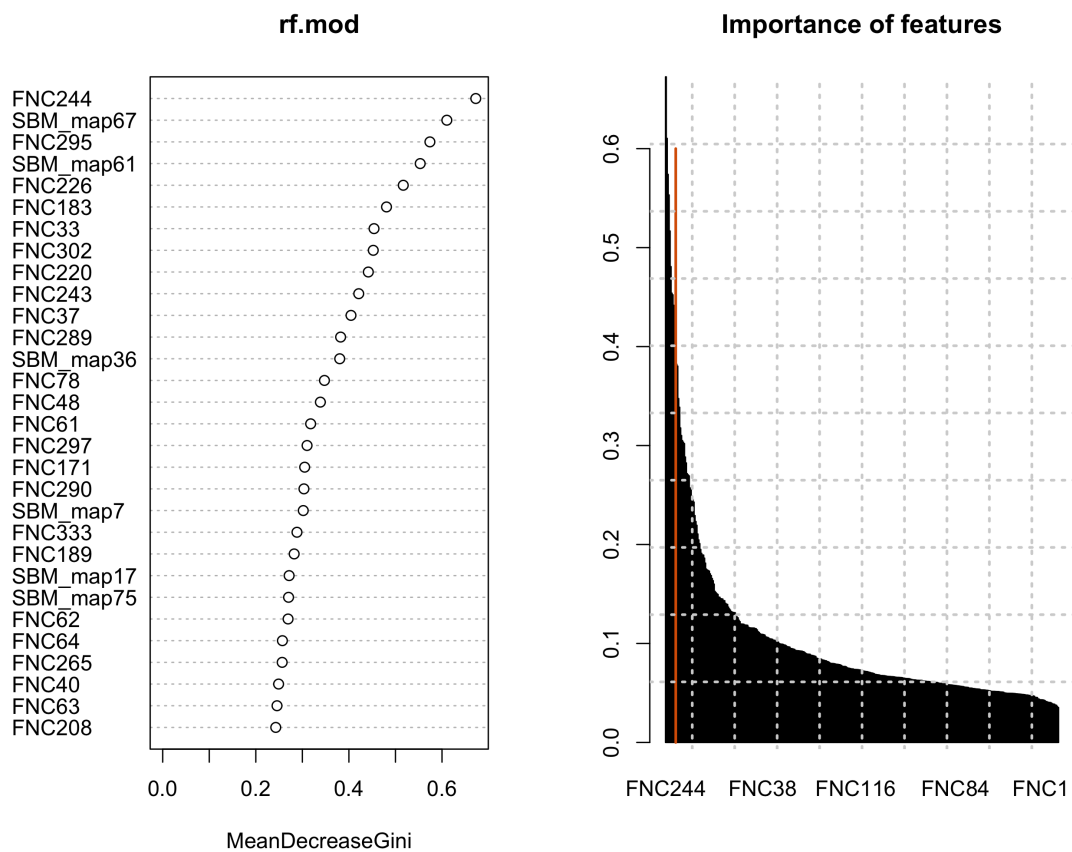 rf.mod
FNC244
SBM_map67
FNC295
SBM_map61
FNC226
FNC183
FNC33
FNC302
FNC220
FNC243
FNC37
FNC289
SBM_map36
FNC78
FNC48
FNC61
FNC297
FNC171
FNC290
SBM_map7
FNC333
FNC189
SBM_map17
SBM_map75
FNC62
FNC64
FNC265
FNC40
FNC63
FNC208
0.0 0.2 0.4 0.6
MeanDecreaseGini
Importance of features
0.6
0.5
0.4
0.3
0.2
0.1
0.0
FNC244 FNC38 FNC116 FNC84 FNC1